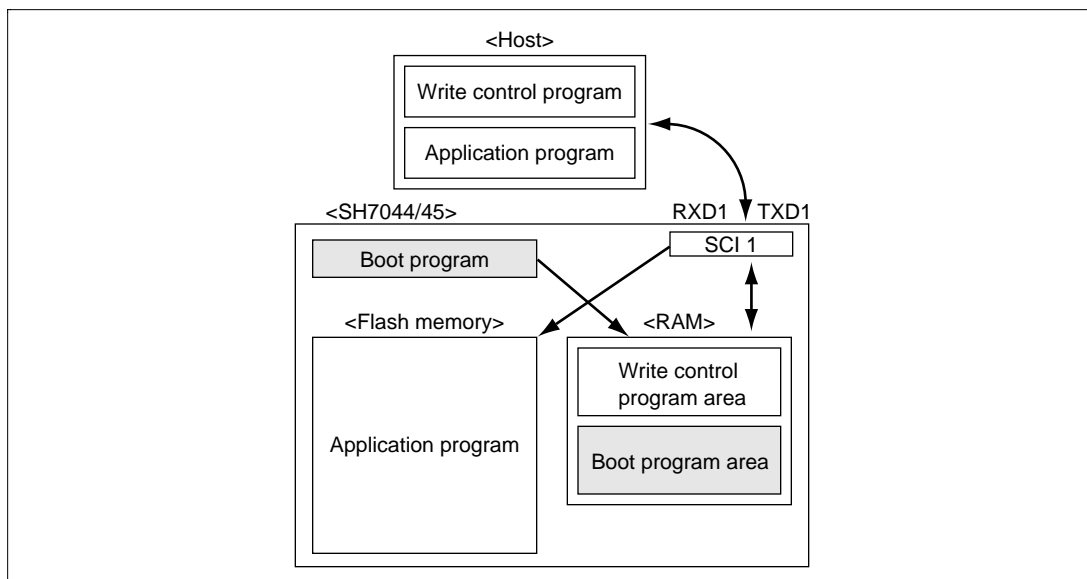 <Host>
Write control program
Application program
<SH7044/45>
RXD1
TXD1
SCI 1
Boot program
<Flash memory>
<RAM>
Write control
program area
Application program
Boot program area